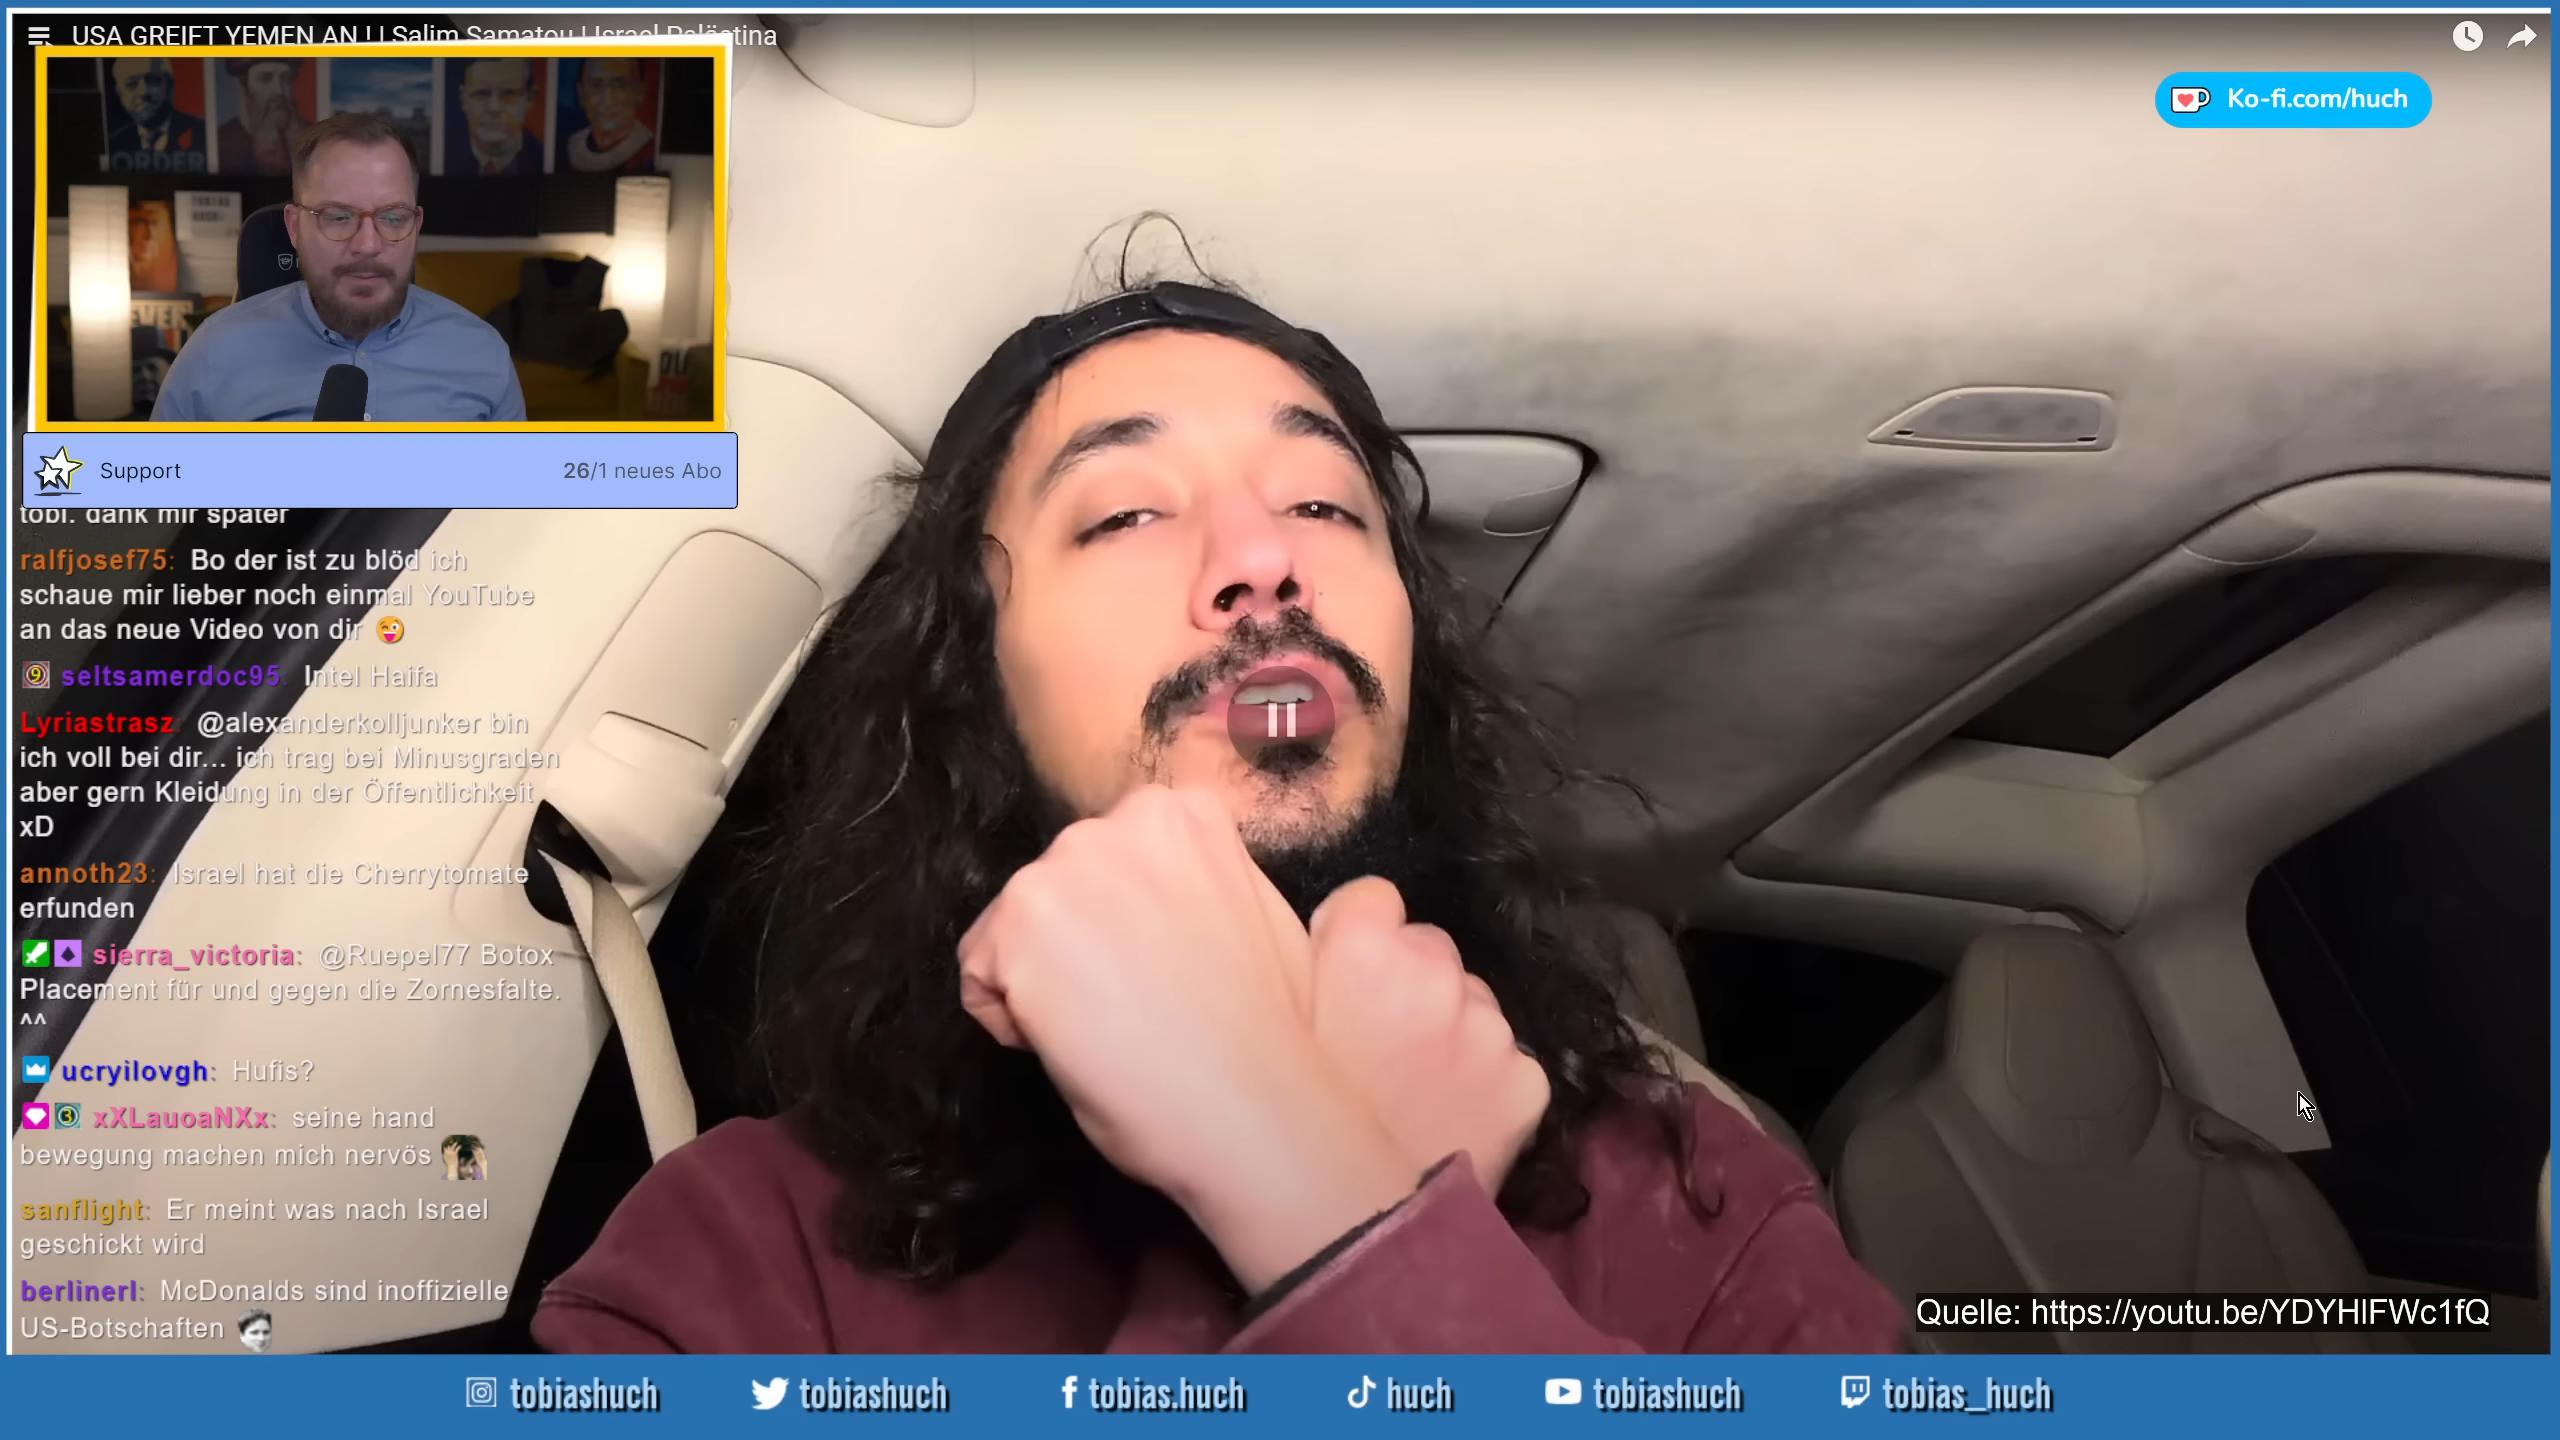 USA GREIFT YEMEN AN ! | Salim Samatou | Israel Palästina
Ko-fi.com/huch
ORDER
Support
26/1 neues Abo
tobi. dank mir später
ralfjosef75: Bo der ist zu blöd ich
schaue mir lieber noch einmal YouTube
an das neue Video von dir
seltsamerdoc95: Intel Haifa
Lyriastrasz: @alexanderkolljunker bin
ich voll bei dir... ich trag bei Minusgraden
aber gern Kleidung in der Öffentlichkeit
xD
annoth23: Israel hat die Cherrytomate
erfunden
sierra_victoria: @Ruepel77 Botox
Placement für und gegen die Zornesfalte.
^^
ucryilovgh: Hufis?
xXLauoaNXx: seine hand
bewegung machen mich nervös
sanflight: Er meint was nach Israel
geschickt wird
berlinerl: McDonalds sind inoffizielle
US-Botschaften
Quelle: https://youtu.be/YDYHlFWc1fQ
tobiashuch
tobiashuch
tobias.huch
huch
tobiashuch
tobias_huch